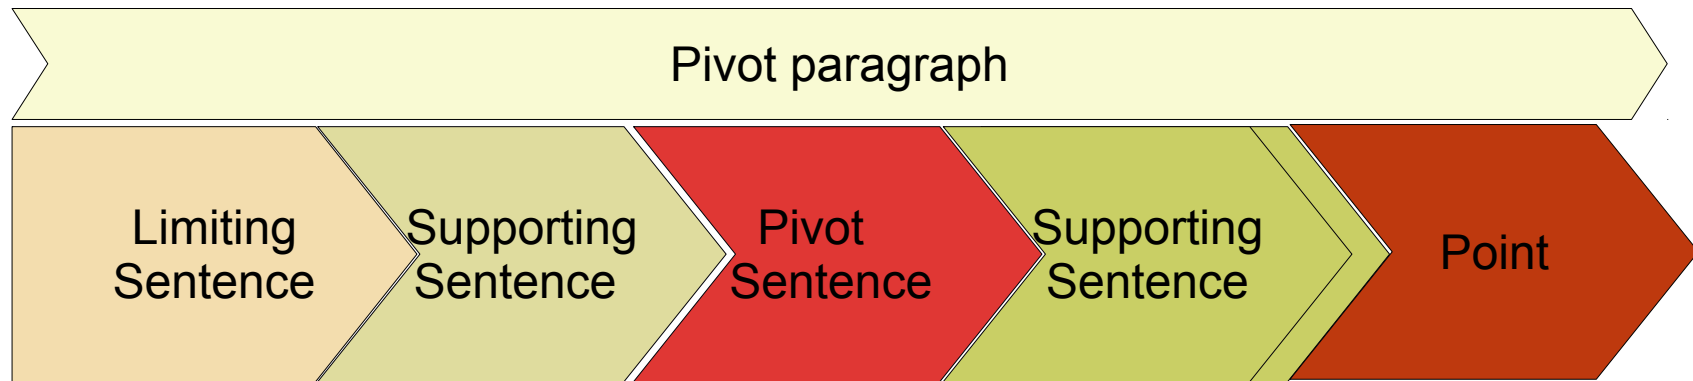 Pivot paragraph
Limiting
Sentence
Supporting
Sentence
Pivot
Sentence
Supporting
Sentence
Point